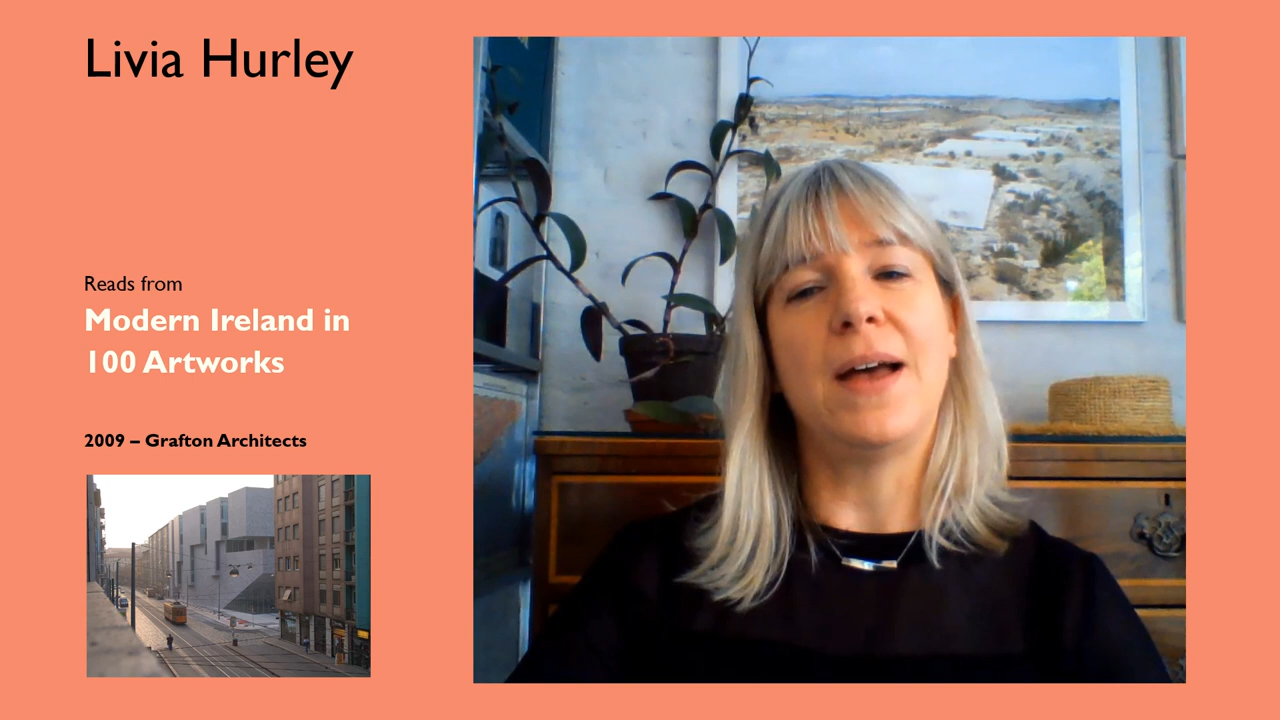 Livia Hurley
Reads from
Modern Ireland in
100 Artworks
2009 – Grafton Architects